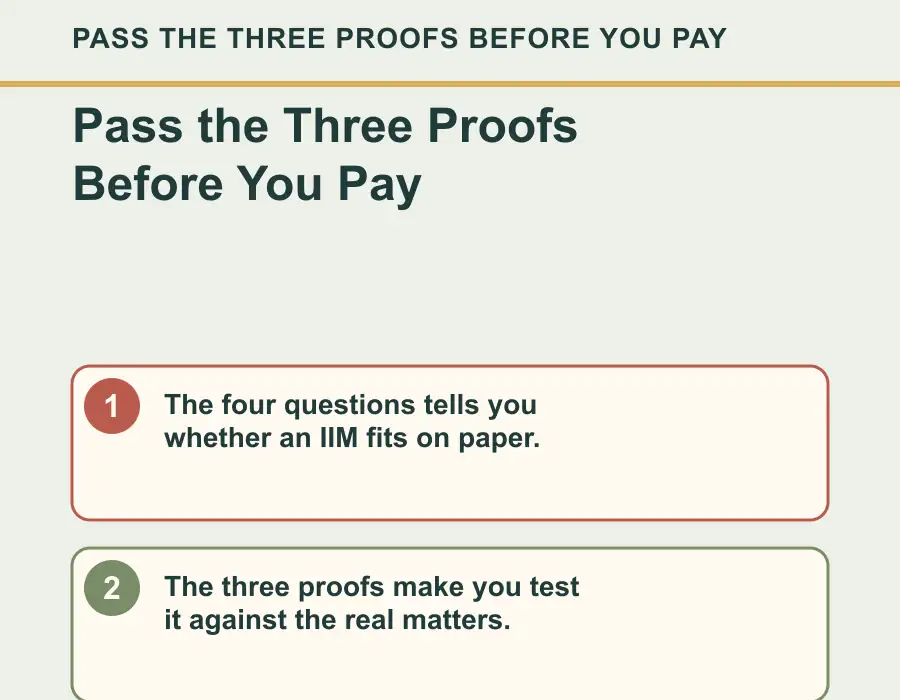 PASS THE THREE PROOFS BEFORE YOU PAY
Pass the Three Proofs
Before You Pay
1
The four questions tells you
whether an IIM fits on paper.
2
The three proofs make you test
it against the real matters.